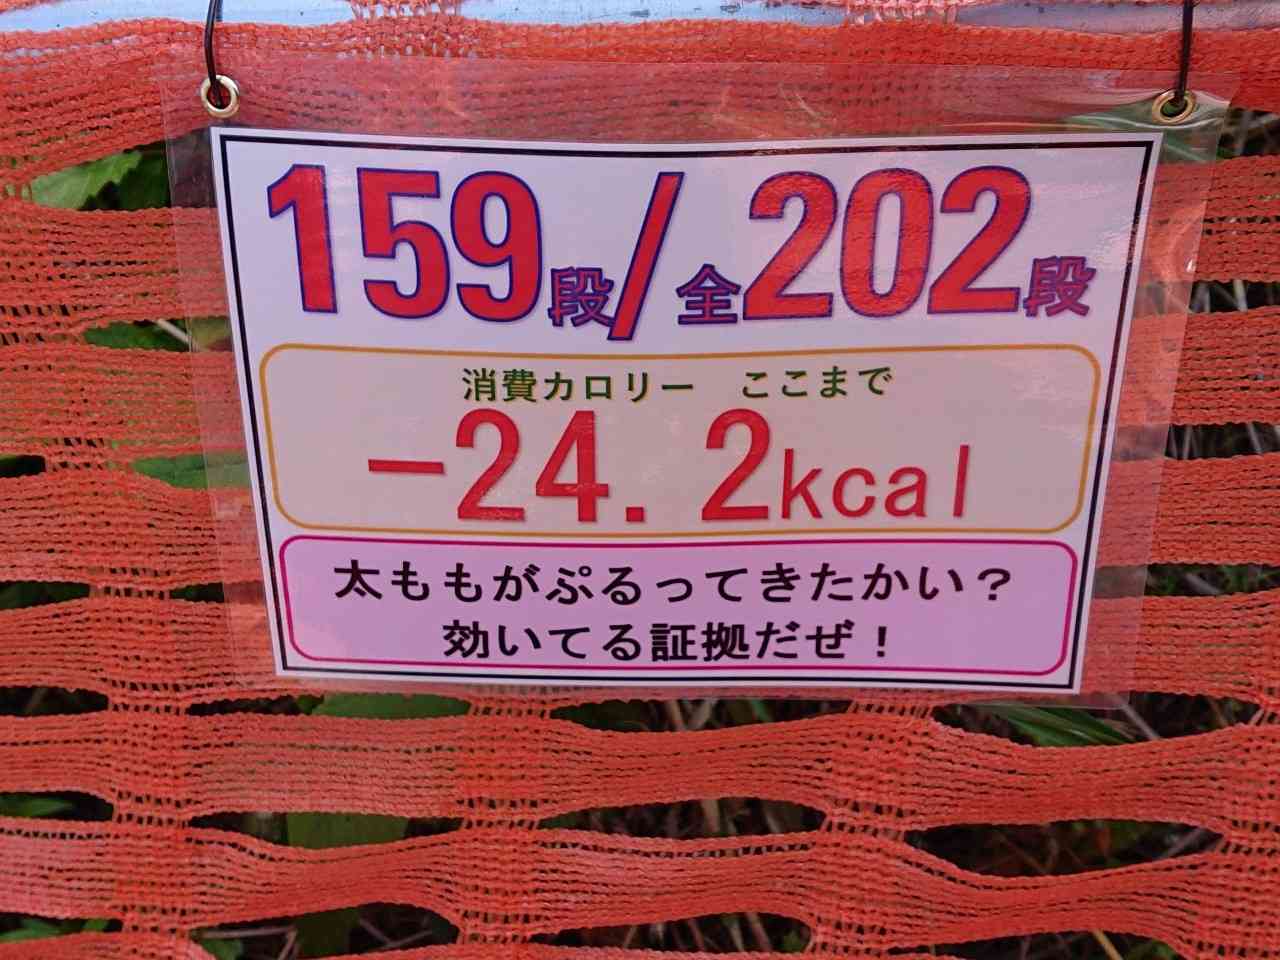 159段/全202段
消費カロリー ここまで
-24.2kcal
太ももがぷるってきたかい?
効いてる証拠だぜ!